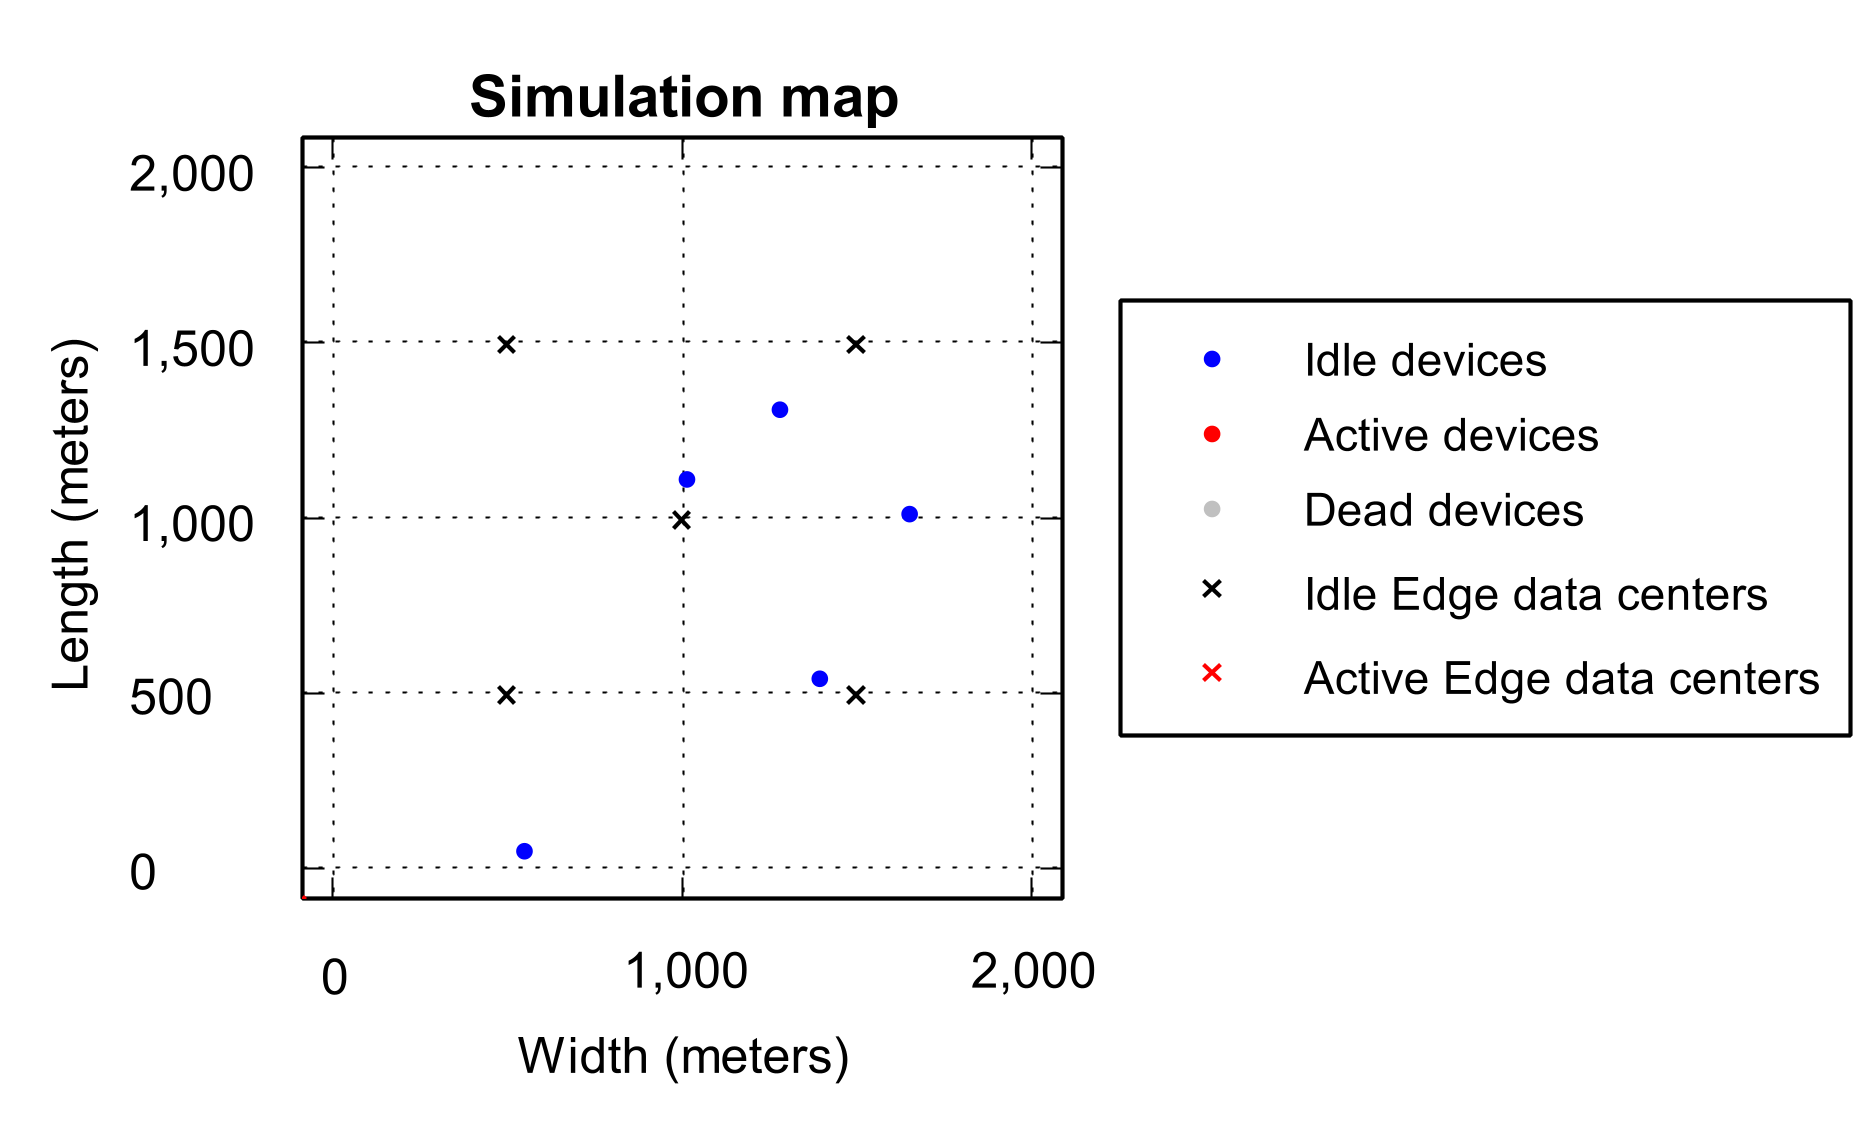 Simulation map
2,000
1,500
1,000
500
0
Length (meters)
0
1,000
2,000
Width (meters)
Idle devices
Active devices
Dead devices
Idle Edge data centers
Active Edge data centers